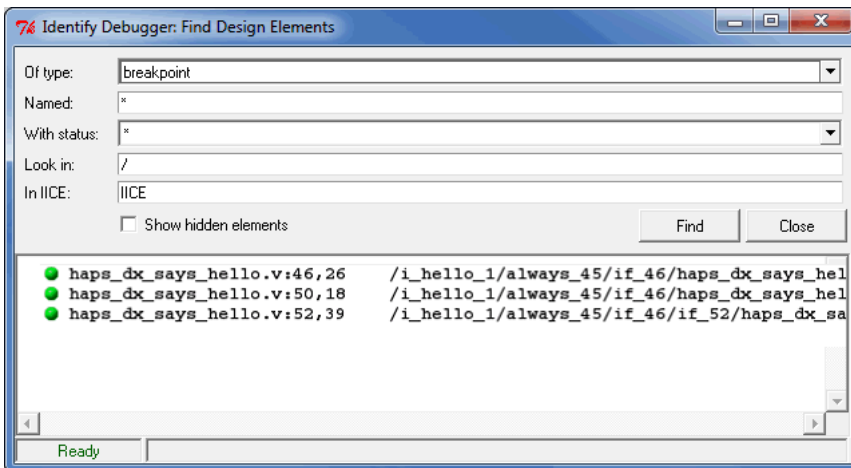 Identify Debugger: Find Design Elements
Of type: breakpoint
Named: *
With status: *
Look in: /
In IICE: IICE
Show hidden elements Find Close
haps_dx_says_hello.v:46,26 /i_hello_1/always_45/if_46/haps_dx_says_hel
haps_dx_says_hello.v:50,18 /i_hello_1/always_45/if_46/haps_dx_says_hel
haps_dx_says_hello.v:52,39 /i_hello_1/always_45/if_46/if_52/haps_dx_sa
Ready